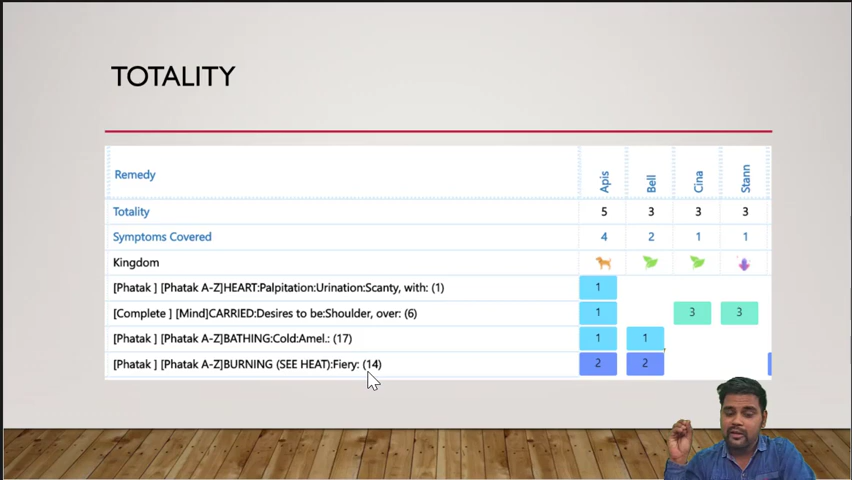 TOTALITY
Remedy Apis Bell Cina Stann
Totality 5 3 3 3
Symptoms Covered 4 2 1 1
Kingdom
[Phatak ] [Phatak A-Z]HEART:Palpitation:Urination:Scanty, with: (1) 1
[Complete ] [Mind]CARRIED:Desires to be:Shoulder, over: (6) 1 3 3
[Phatak ] [Phatak A-Z]BATHING:Cold:Amel.: (17) 1 1
[Phatak ] [Phatak A-Z]BURNING (SEE HEAT):Fiery: (14) 2 2